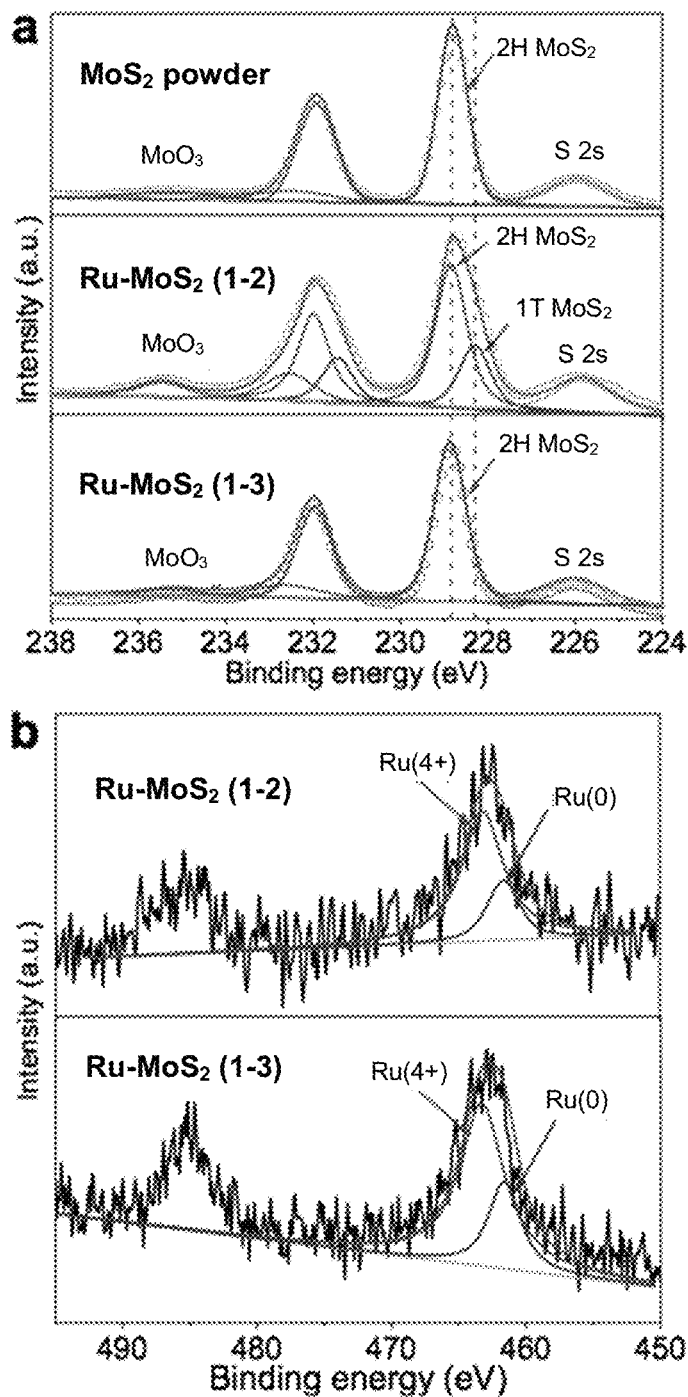 a
MoS₂ powder
2H MoS₂
MoO₃
S 2s
Ru-MoS₂ (1-2)
2H MoS₂
1T MoS₂
MoO₃
S 2s
Ru-MoS₂ (1-3)
2H MoS₂
MoO₃
S 2s
Intensity (a.u.)
238 236 234 232 230 228 226 224
Binding energy (eV)
b
Ru-MoS₂ (1-2)
Ru(4+)
Ru(0)
Ru-MoS₂ (1-3)
Ru(4+)
Ru(0)
Intensity (a.u.)
Intensity (a.u.)
490 480 470 460 450
Binding energy (eV)